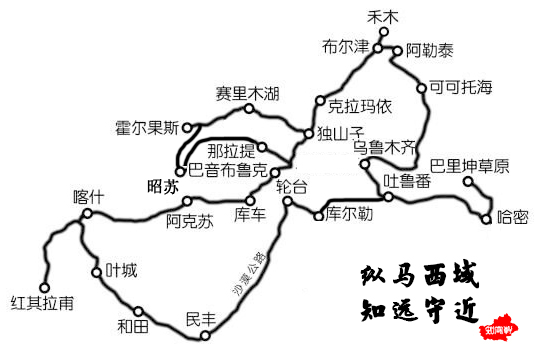 禾木
布尔津
阿勒泰
可可托海
赛里木湖
克拉玛依
霍尔果斯
独山子
那拉提
乌鲁木齐
巴音布鲁克
巴里坤草原
昭苏
轮台
吐鲁番
喀什
阿克苏
库车
库尔勒
哈密
沙漠公路
叶城
红其拉甫
和田
民丰
纵马西域
知远守近